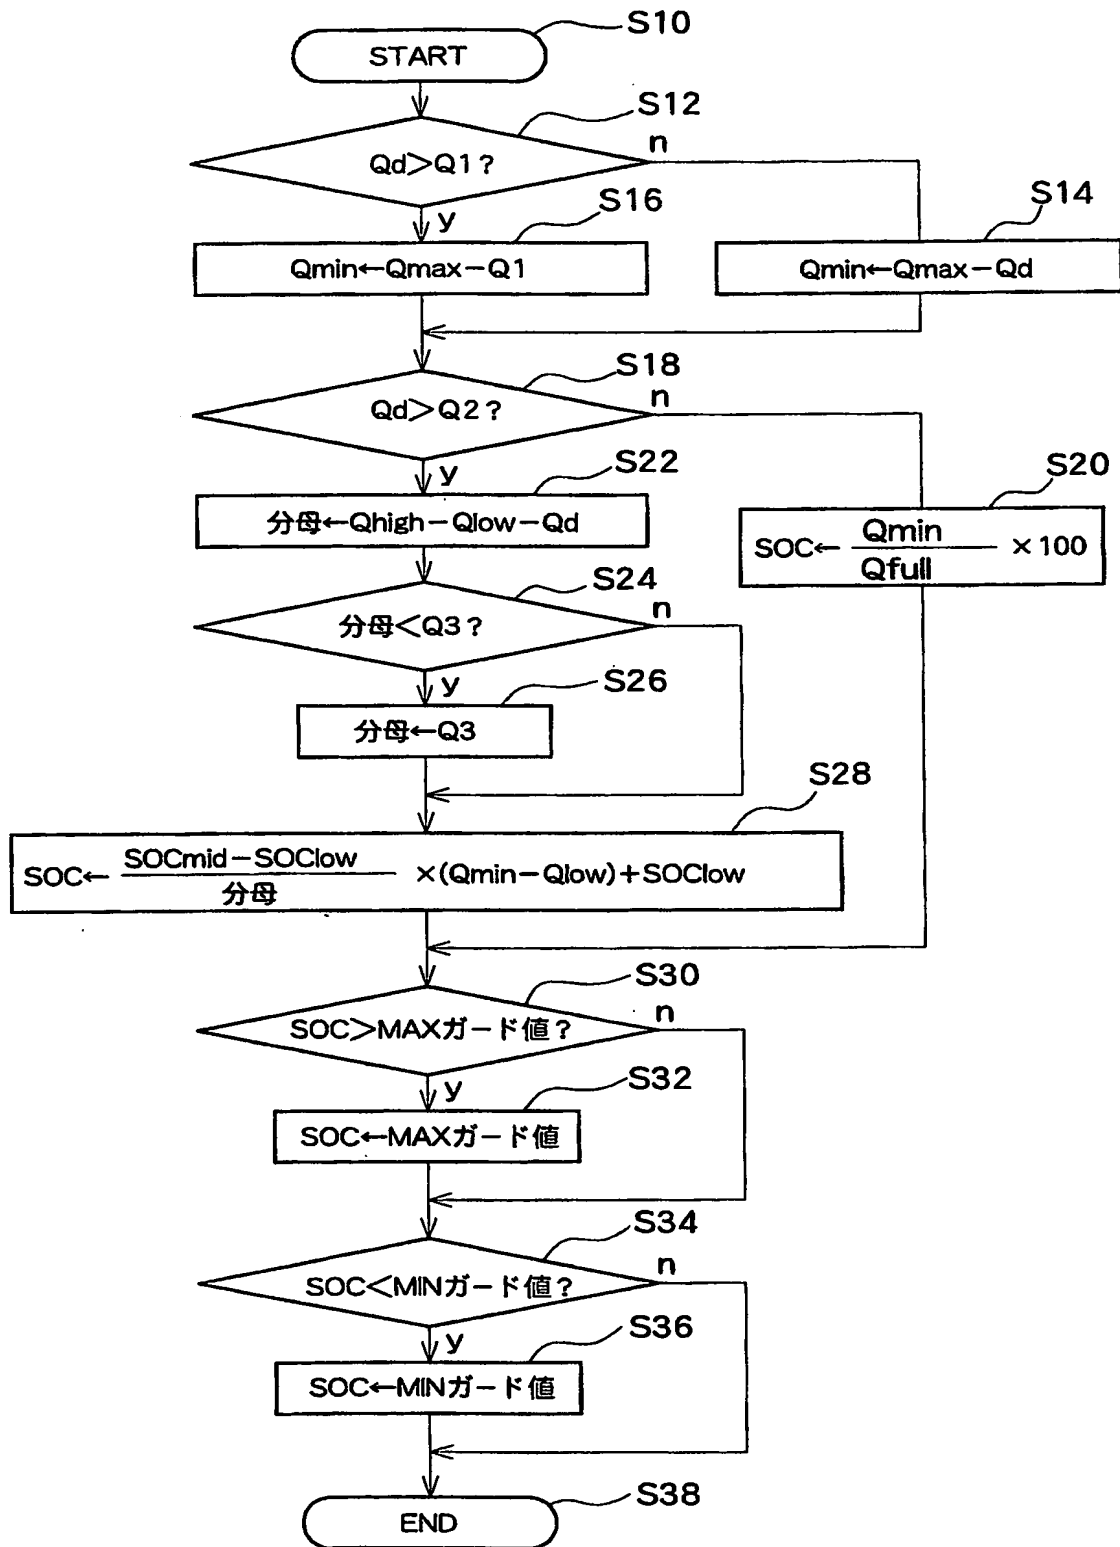 S10
START
S12
Qd>Q1?
n
y
S16
Qmin←Qmax-Q1
S14
Qmin←Qmax-Qd
S18
Qd>Q2?
n
y
S22
分母←Qhigh-Qlow-Qd
S20
SOC← Qmin/Qfull ×100
S24
分母<Q3?
n
y
S26
分母←Q3
S28
SOC← SOCmid-SOClow/分母 ×(Qmin-Qlow)+SOClow
S30
SOC>MAXガード値?
n
y
S32
SOC←MAXガード値
S34
SOC<MINガード値?
n
y
S36
SOC←MINガード値
S38
END